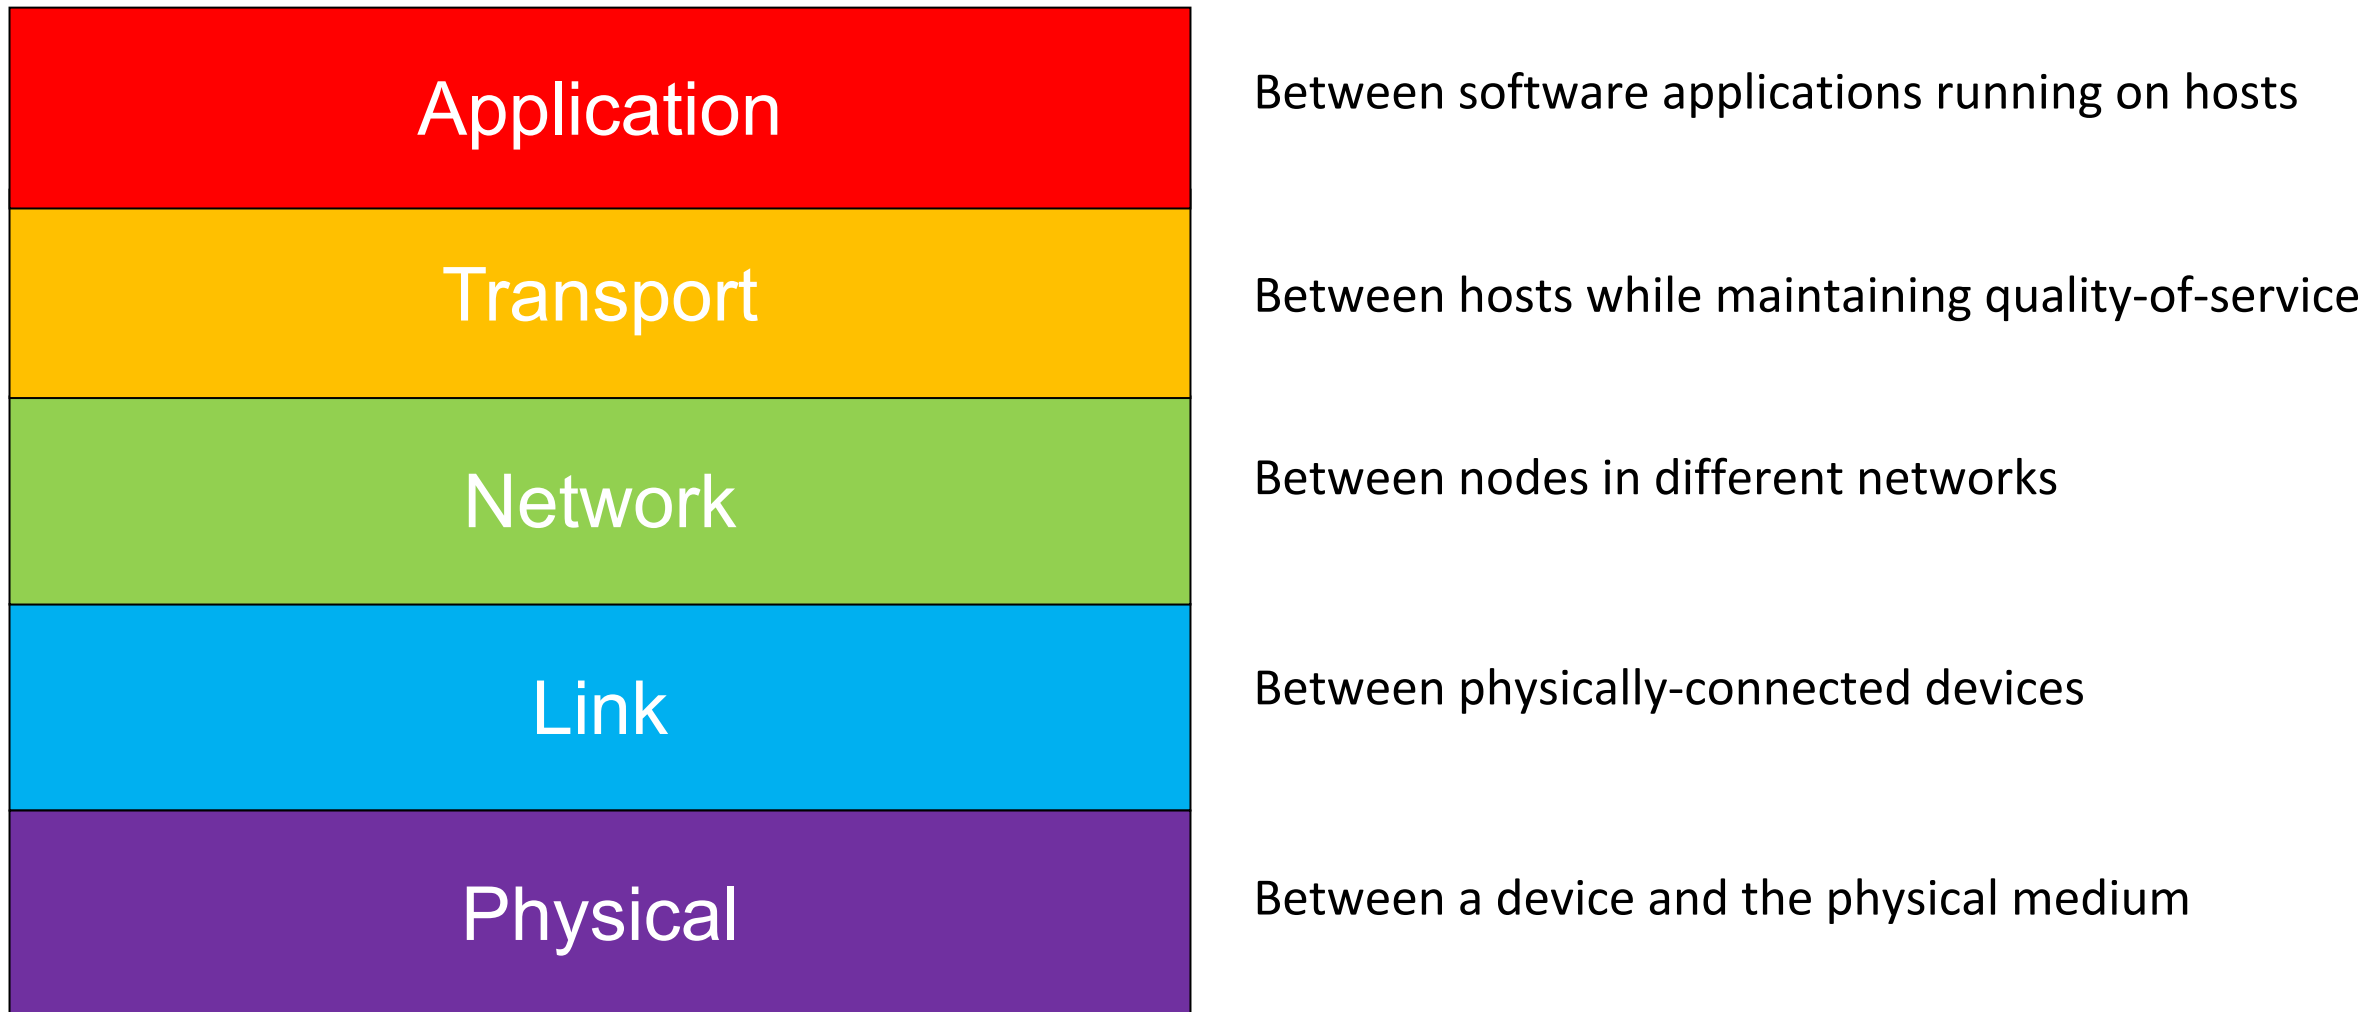 Application
Between software applications running on hosts
Transport
Between hosts while maintaining quality-of-service
Network
Between nodes in different networks
Link
Between physically-connected devices
Physical
Between a device and the physical medium